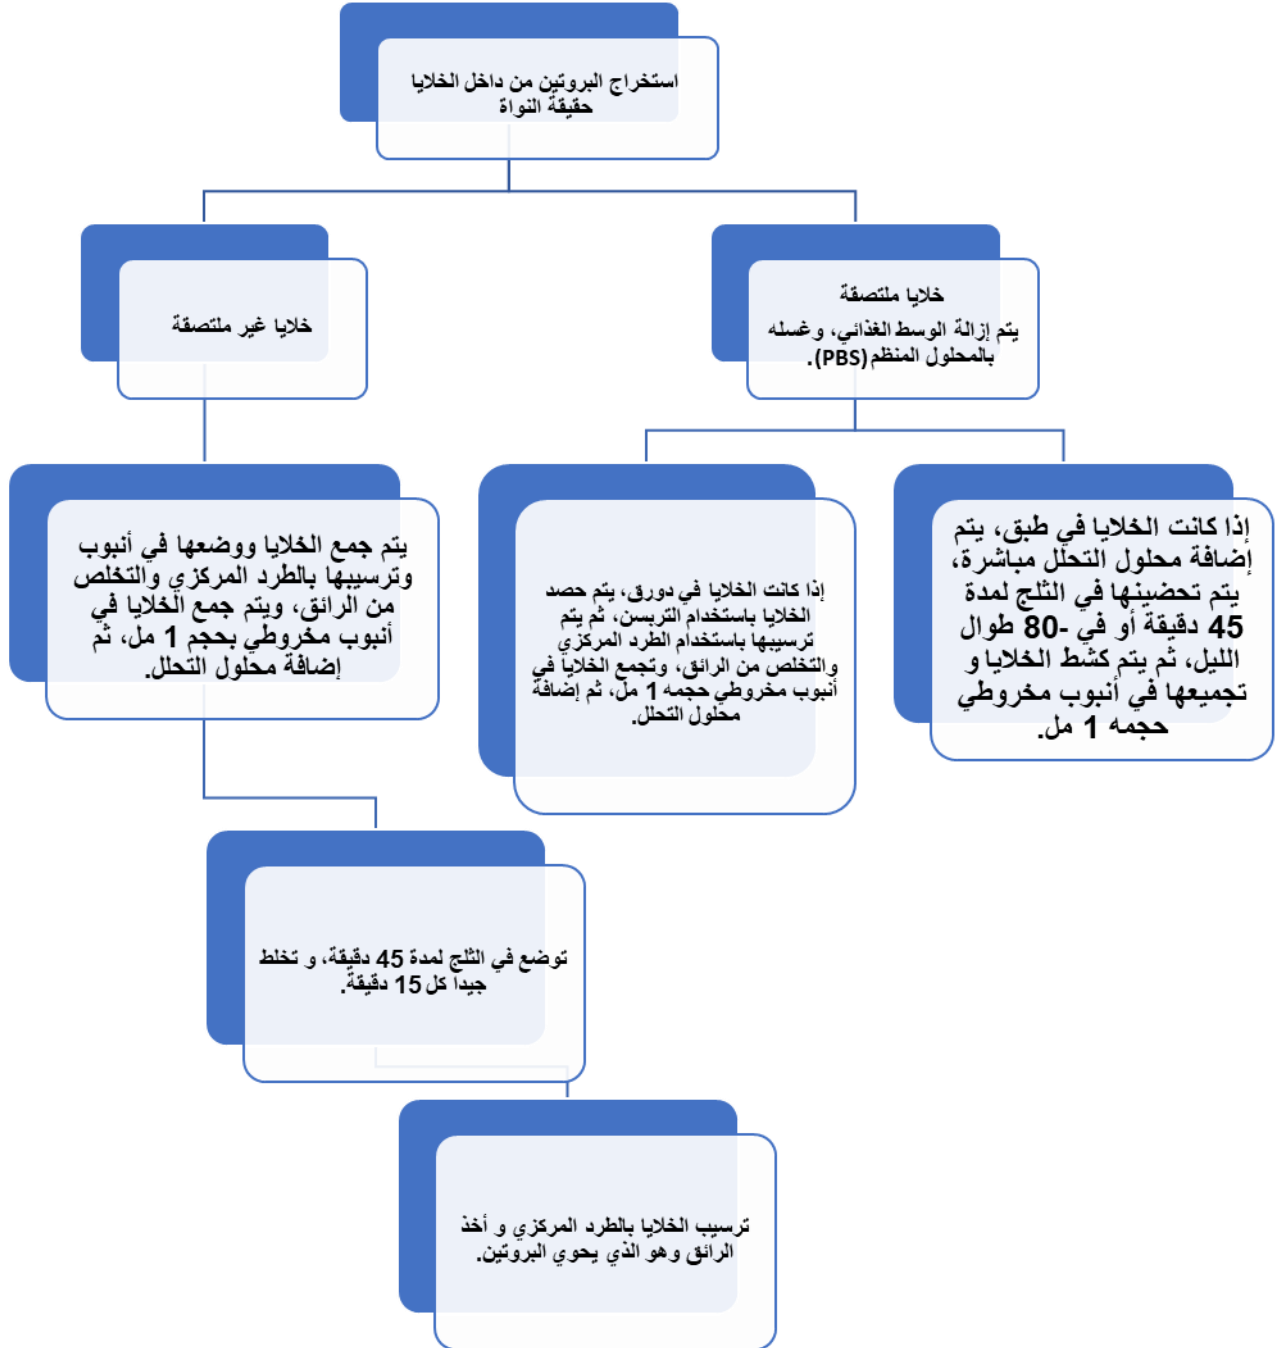 استخراج البروتين من داخل الخلايا
حقيقة النواة
خلايا ملتصقة
يتم إزالة الوسط الغذائي، وغسله
بالمحلول المنظم (PBS).
خلايا غير ملتصقة
إذا كانت الخلايا في طبق، يتم
إضافة محلول التحلل مباشرة،
يتم تحضينها في الثلج لمدة
45 دقيقة أو في -80 طوال
الليل، ثم يتم كشط الخلايا و
تجميعها في أنبوب مخروطي
حجمه 1 مل.
إذا كانت الخلايا في دورق، يتم حصد
الخلايا باستخدام التربسن، ثم يتم
ترسيبها باستخدام الطرد المركزي
والتخلص من الرائق، وتجمع الخلايا في
أنبوب مخروطي حجمه 1 مل، ثم إضافة
محلول التحلل.
يتم جمع الخلايا ووضعها في أنبوب
وترسيبها بالطرد المركزي والتخلص
من الرائق، ويتم جمع الخلايا في
أنبوب مخروطي بحجم 1 مل، ثم
إضافة محلول التحلل.
توضع في الثلج لمدة 45 دقيقة، و تخلط
جيدا كل 15 دقيقة.
ترسيب الخلايا بالطرد المركزي و أخذ
الرائق وهو الذي يحوي البروتين.